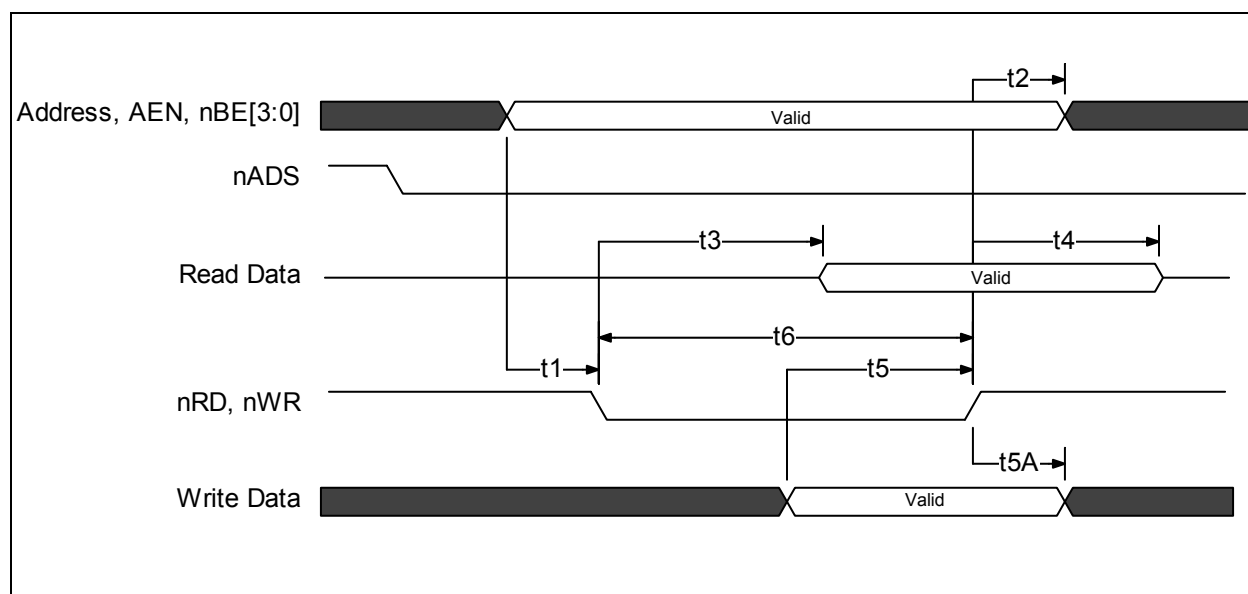 t2
Address, AEN, nBE[3:0]
Valid
nADS
t3
t4
Read Data
Valid
t6
t1
t5
nRD, nWR
t5A
Write Data
Valid